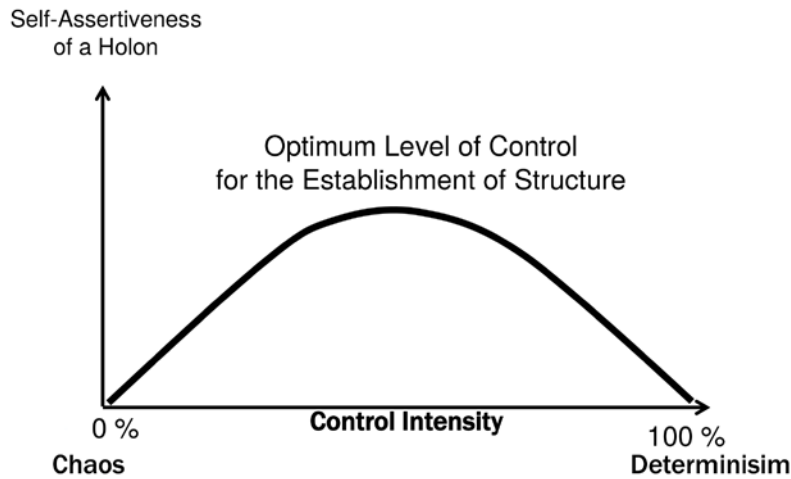 Self-Assertiveness
of a Holon
Optimum Level of Control
for the Establishment of Structure
0 %
Control Intensity
100 %
Chaos
Determinisim